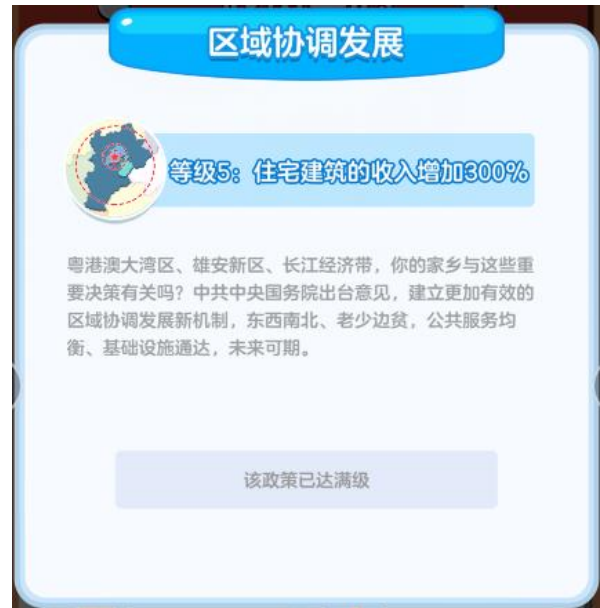 区域协调发展
等级5：住宅建筑的收入增加300%
粤港澳大湾区、雄安新区、长江经济带，你的家乡与这些重
要决策有关吗？中共中央国务院出台意见，建立更加有效的
区域协调发展新机制，东西南北、老少边贫，公共服务均
衡、基础设施通达，未来可期。
该政策已达满级